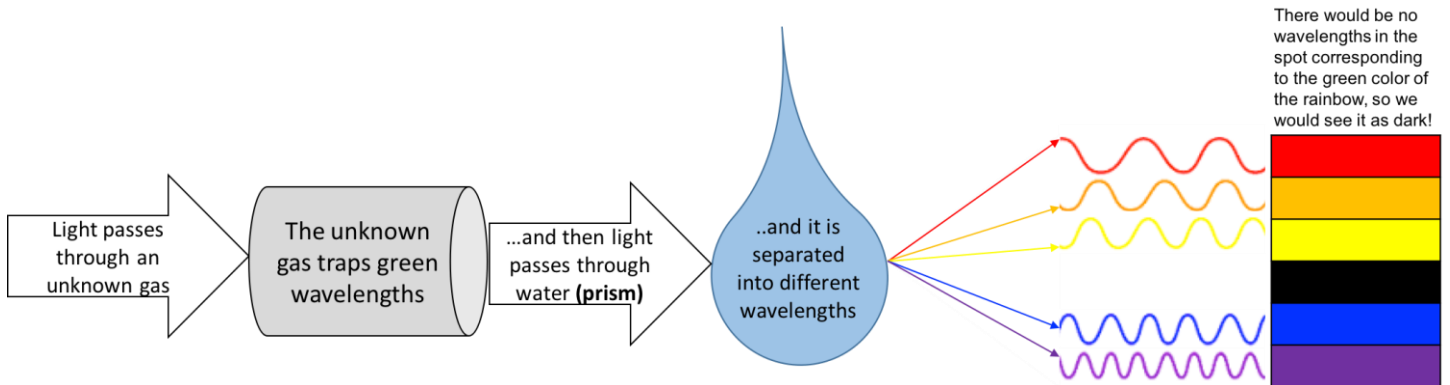 Light passes
through an
unknown gas
The unknown
gas traps green
wavelengths
...and then light
passes through
water (prism)
..and it is
separated
into different
wavelengths
There would be no
wavelengths in the
spot corresponding
to the green color of
the rainbow, so we
would see it as dark!